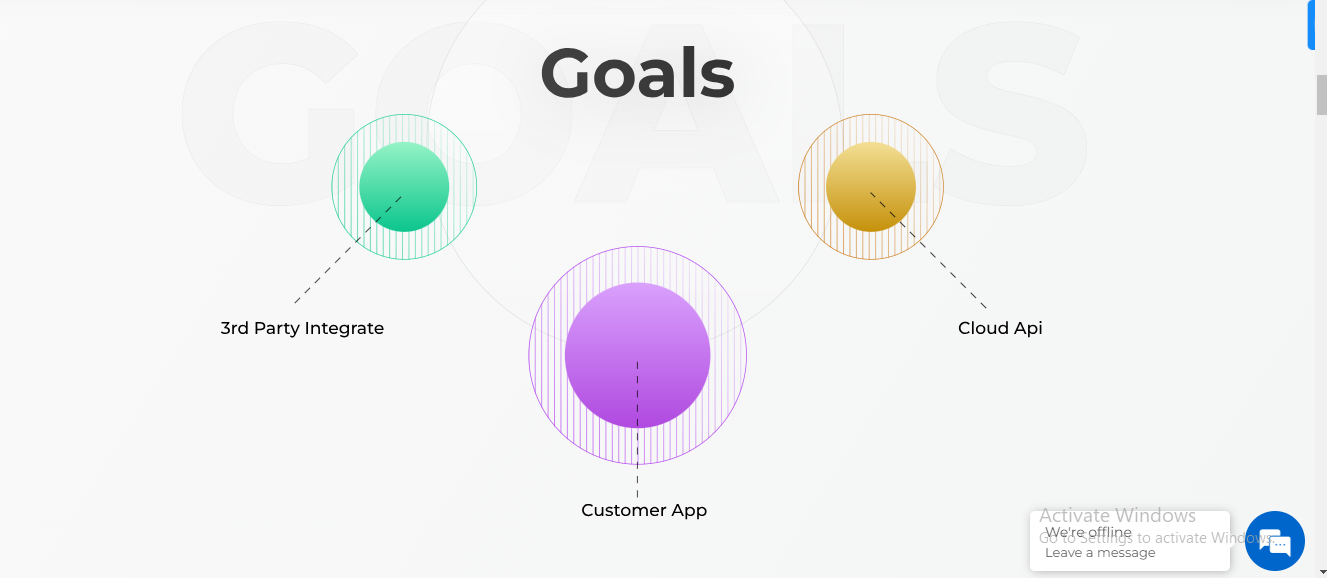 GOALS
Goals
3rd Party Integrate
Cloud Api
Customer App
Activate Windows
Go to Settings to activate Windows.
We're offline
Leave a message